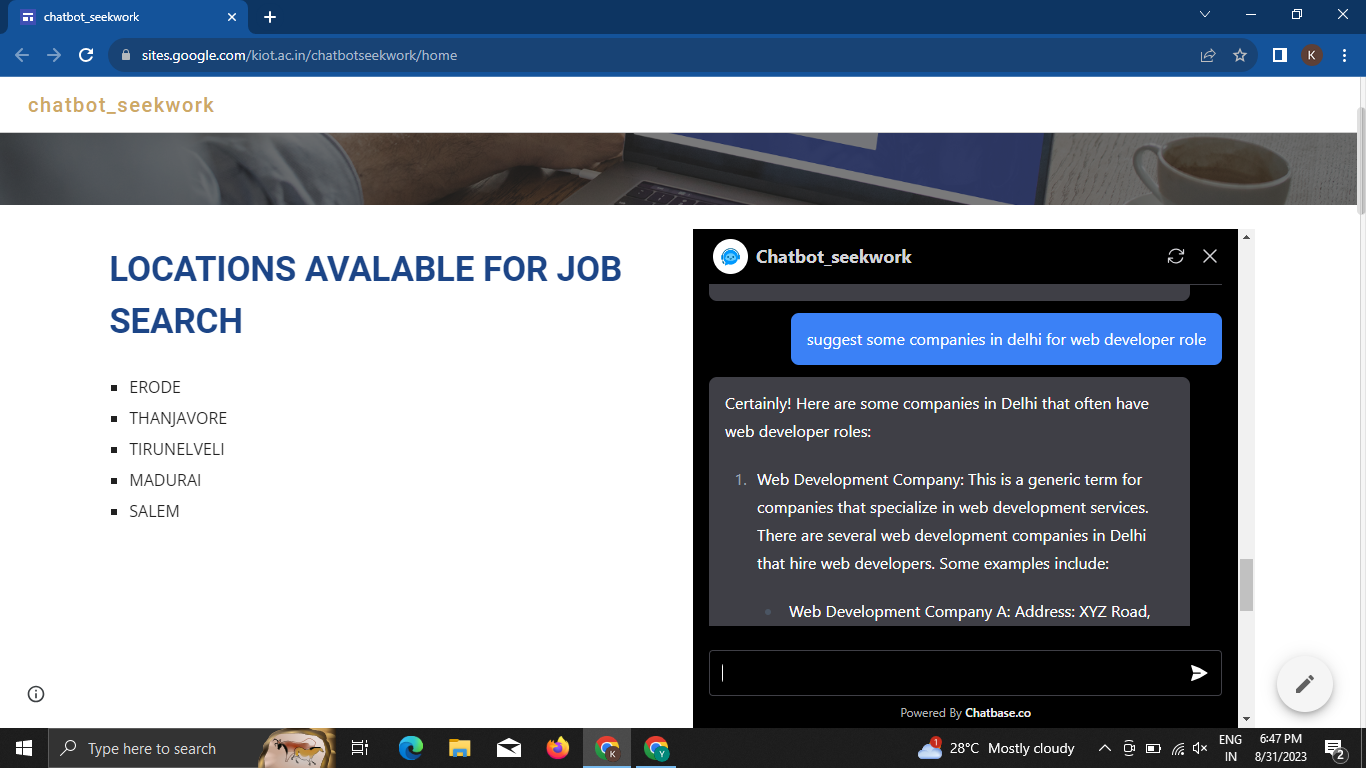 chatbot_seekwork
sites.google.com/kiot.ac.in/chatbotseekwork/home
K
chatbot_seekwork
LOCATIONS AVALABLE FOR JOB
SEARCH
ERODE
THANJAVORE
TIRUNELVELI
MADURAI
SALEM
Chatbot_seekwork
suggest some companies in delhi for web developer role
Certainly! Here are some companies in Delhi that often have
web developer roles:
1. Web Development Company: This is a generic term for
companies that specialize in web development services.
There are several web development companies in Delhi
that hire web developers. Some examples include:
Web Development Company A: Address: XYZ Road,
Powered By Chatbase.co
Type here to search
K
Y
1
28°C Mostly cloudy
ENG
IN
6:47 PM
8/31/2023
2